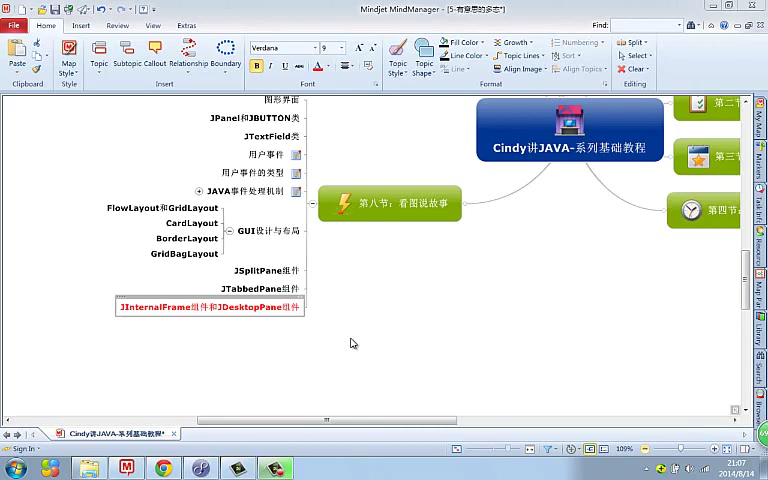 Mindjet MindManager - [5-有意思的多态*]
File
Home
Insert
Review
View
Extras
Find:
Paste
Map Style
Topic
Subtopic
Callout
Relationship
Boundary
Verdana
9
Topic Style
Topic Shape
Fill Color
Line Color
Line
Growth
Topic Lines
Align Image
Numbering
Sort
Align Topics
Split
Select
Clear
Clipboard
Insert
Font
Format
Editing
图形界面
JPanel和JBUTTON类
JTextField类
用户事件
用户事件的类型
JAVA事件处理机制
FlowLayout和GridLayout
CardLayout
BorderLayout
GridBagLayout
GUI设计与布局
JSplitPane组件
JTabbedPane组件
JInternalFrame组件和JDesktopPane组件
第八节：看图说故事
Cindy讲JAVA-系列基础教程
第二节
第三节
第四节:
My Map
Markers
Task Info
Resourc
Map Par
Library
Search
Browse
Cindy讲JAVA-系列基础教程*
Sign In
109%
21:07
2014/8/14